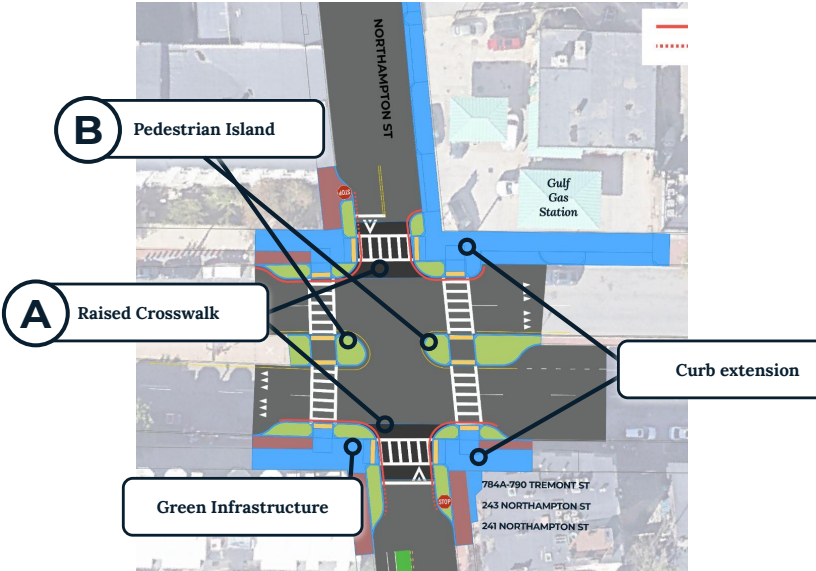 NORTHAMPTON ST
B
Pedestrian Island
STOP
Gulf
Gas
Station
A
Raised Crosswalk
Curb extension
Green Infrastructure
784A-790 TREMONT ST
STOP
243 NORTHAMPTON ST
241 NORTHAMPTON ST